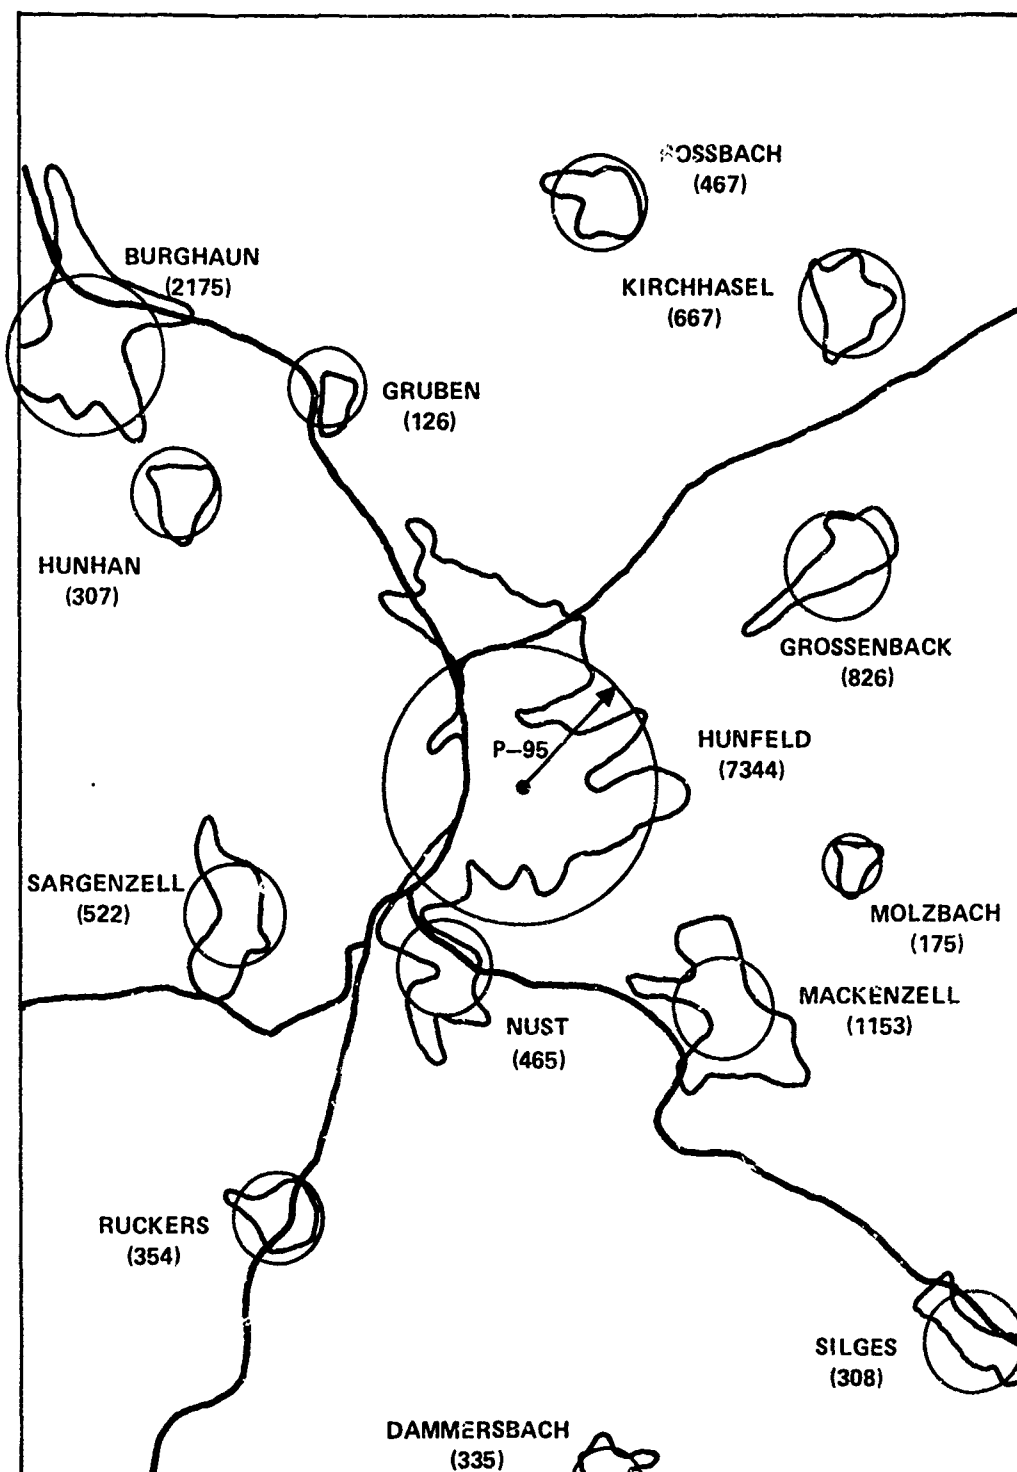 ROSSBACH
(467)
BURGHAUN
(2175)
KIRCHHASEL
(667)
GRUBEN
(126)
HUNHAN
(307)
GROSSENBACK
(826)
HUNFELD
(7344)
P-95
SARGENZELL
(522)
MOLZBACH
(175)
MACKENZELL
(1153)
NUST
(465)
RUCKERS
(354)
SILGES
(308)
DAMMERSBACH
(335)